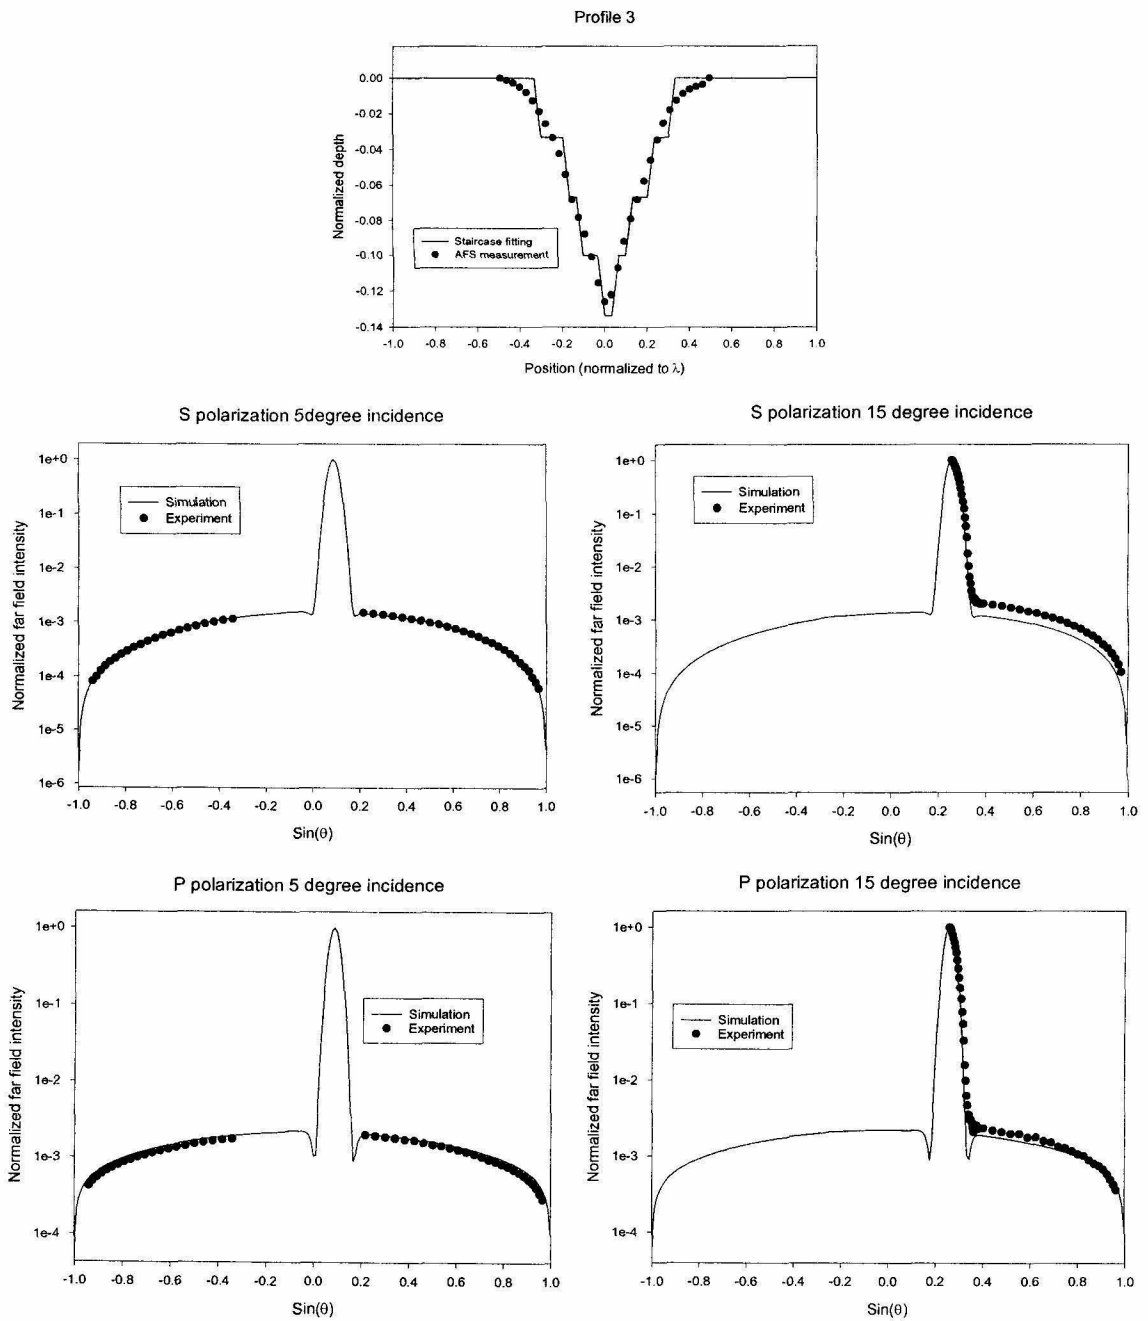 Profile 3
Normalized depth
0.00
-0.02
-0.04
-0.06
-0.08
-0.10
-0.12
-0.14
Staircase fitting
AFS measurement
-1.0 -0.8 -0.6 -0.4 -0.2 0.0 0.2 0.4 0.6 0.8 1.0
Position (normalized to λ)
S polarization 5degree incidence
Normalized far field intensity
1e+0
1e-1
1e-2
1e-3
1e-4
1e-5
1e-6
Simulation
Experiment
-1.0 -0.8 -0.6 -0.4 -0.2 0.0 0.2 0.4 0.6 0.8 1.0
Sin(θ)
S polarization 15 degree incidence
Normalized far field intensity
1e+0
1e-1
1e-2
1e-3
1e-4
1e-5
1e-6
Simulation
Experiment
-1.0 -0.8 -0.6 -0.4 -0.2 0.0 0.2 0.4 0.6 0.8 1.0
Sin(θ)
P polarization 5 degree incidence
Normalized far field intensity
1e+0
1e-1
1e-2
1e-3
1e-4
Simulation
Experiment
-1.0 -0.8 -0.6 -0.4 -0.2 0.0 0.2 0.4 0.6 0.8 1.0
Sin(θ)
P polarization 15 degree incidence
Normalized far field intensity
1e+0
1e-1
1e-2
1e-3
1e-4
Simulation
Experiment
-1.0 -0.8 -0.6 -0.4 -0.2 0.0 0.2 0.4 0.6 0.8 1.0
Sin(θ)